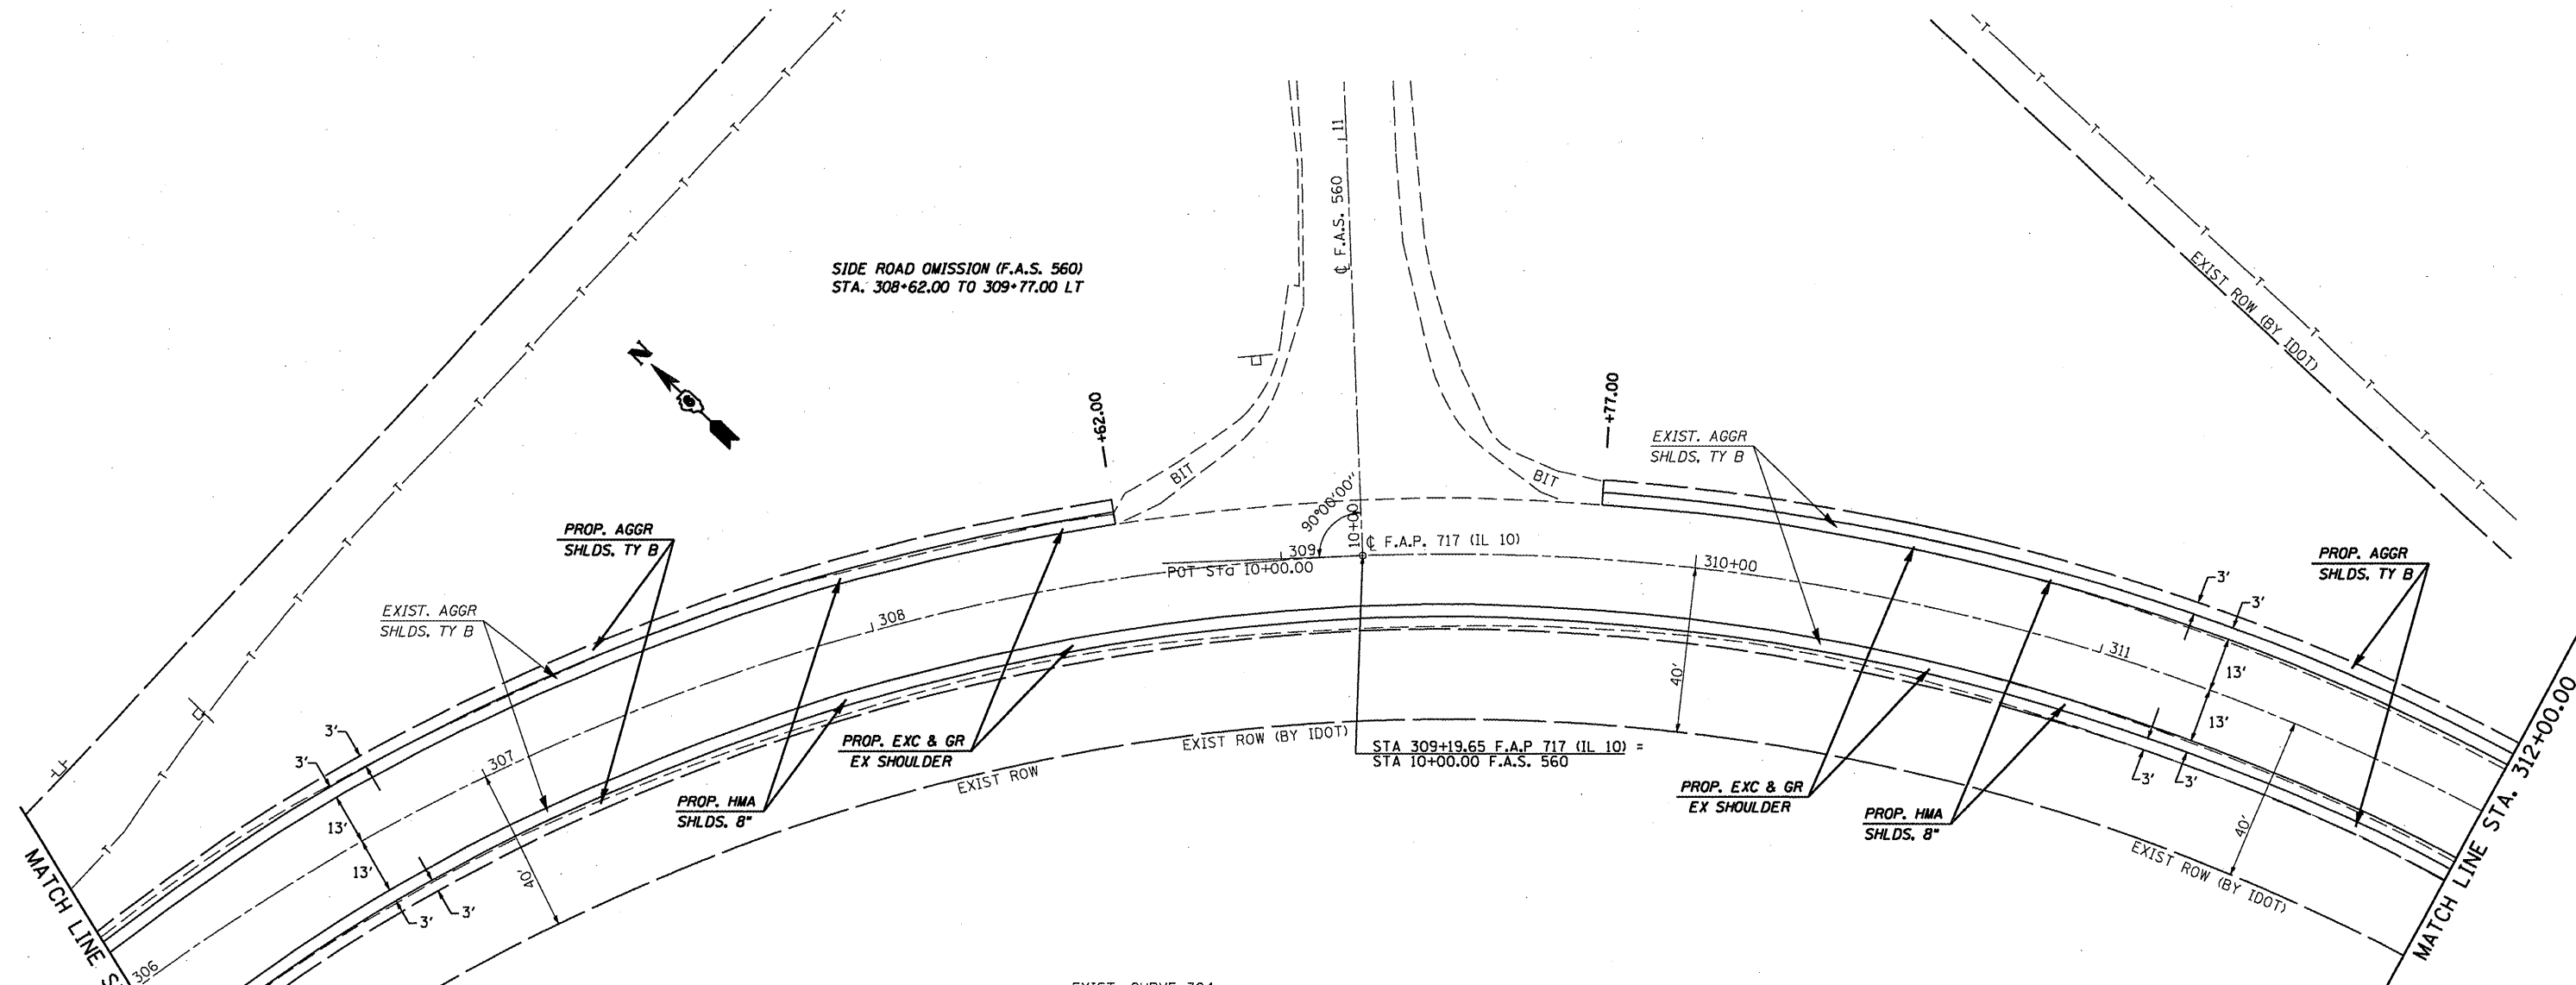 SIDE ROAD OMISSION (F.A.S. 560)
STA. 308+62.00 TO 309+77.00 LT
N
℄ F.A.S. 560
11
+62.00
+77.00
BIT
BIT
EXIST ROW (BY IDOT)
EXIST. AGGR
SHLDS. TY B
PROP. AGGR
SHLDS. TY B
EXIST. AGGR
SHLDS. TY B
PROP. AGGR
SHLDS. TY B
90°00'00"
10+00
℄ F.A.P. 717 (IL 10)
POT Sta 10+00.00
306
307
308
309
310+00
311
3'
3'
13'
13'
3'
3'
40'
40'
3'
3'
13'
13'
3'
3'
40'
PROP. EXC & GR
EX SHOULDER
PROP. HMA
SHLDS. 8"
EXIST ROW
EXIST ROW (BY IDOT)
STA 309+19.65 F.A.P 717 (IL 10) =
STA 10+00.00 F.A.S. 560
PROP. EXC & GR
EX SHOULDER
PROP. HMA
SHLDS. 8"
EXIST ROW (BY IDOT)
MATCH LINE
MATCH LINE STA. 312+00.00
T T T T T T T T T T T T
T T T T T T T T